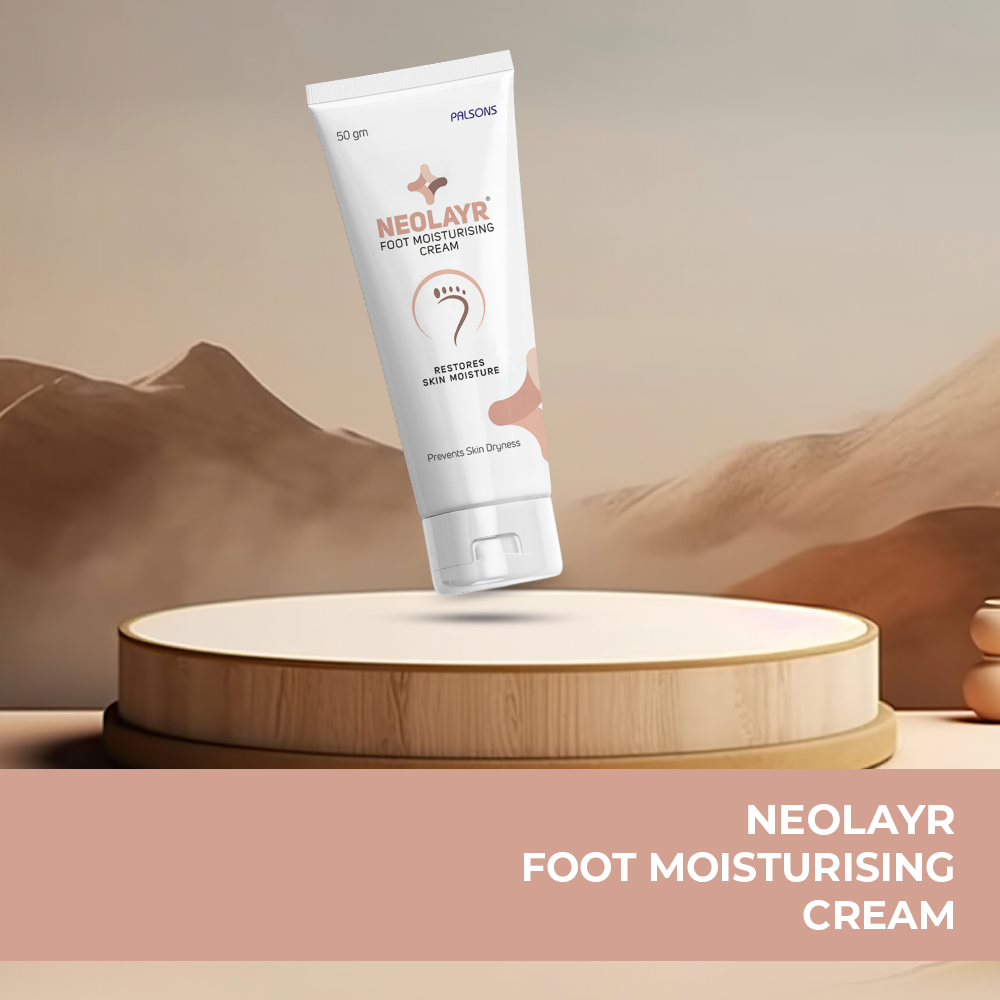 50 gm
PALSONS
NEOLAYR®
FOOT MOISTURISING
CREAM
RESTORES
SKIN MOISTURE
Prevents Skin Dryness
NEOLAYR
FOOT MOISTURISING
CREAM